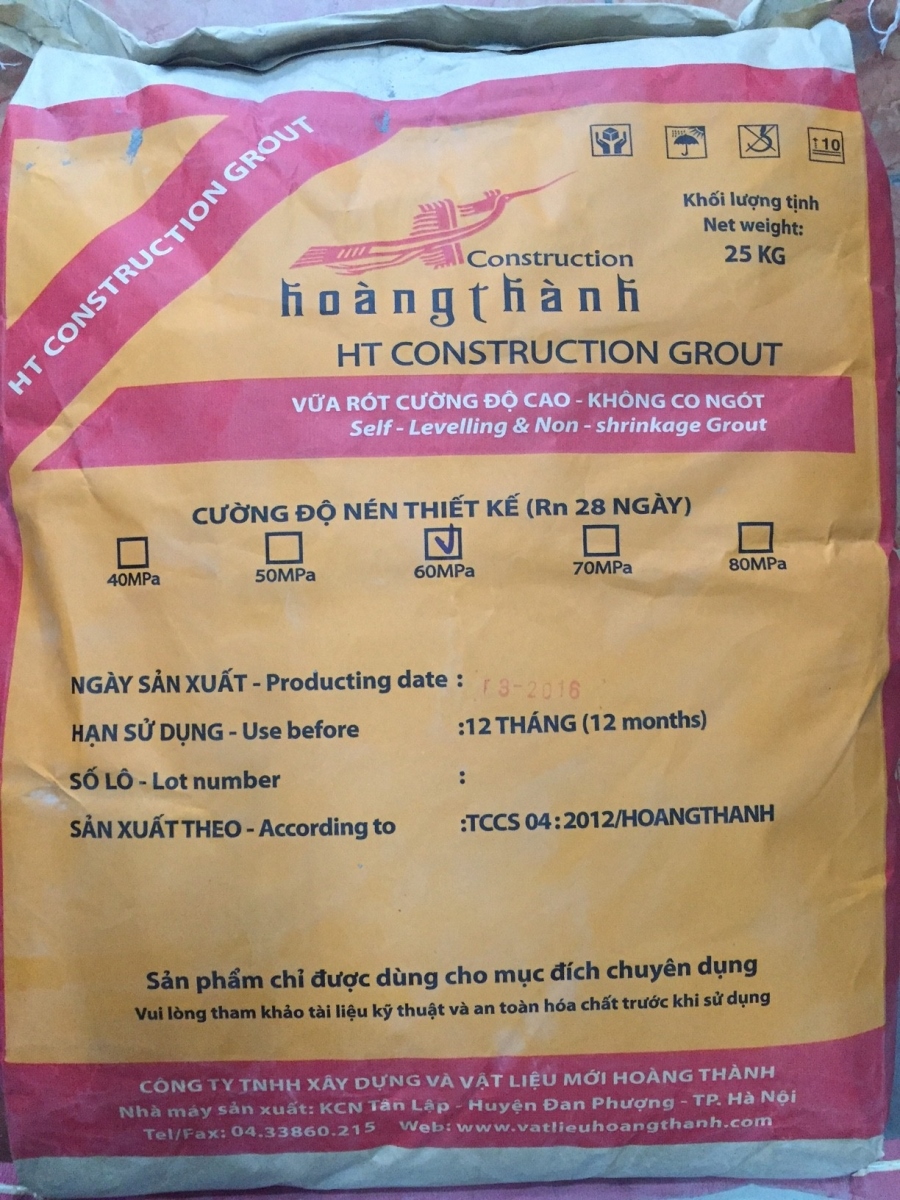 HT CONSTRUCTION GROUT
↑10
Khối lượng tịnh
Net weight:
25 KG
Construction
hoàngthành
HT CONSTRUCTION GROUT
VỮA RÓT CƯỜNG ĐỘ CAO - KHÔNG CO NGÓT
Self - Levelling & Non - shrinkage Grout
CƯỜNG ĐỘ NÉN THIẾT KẾ (Rn 28 NGÀY)
40MPa 50MPa 60MPa 70MPa 80MPa
NGÀY SẢN XUẤT - Producting date : 3-2016
HẠN SỬ DỤNG - Use before :12 THÁNG (12 months)
SỐ LÔ - Lot number :
SẢN XUẤT THEO - According to :TCCS 04:2012/HOANGTHANH
Sản phẩm chỉ được dùng cho mục đích chuyên dụng
Vui lòng tham khảo tài liệu kỹ thuật và an toàn hóa chất trước khi sử dụng
CÔNG TY TNHH XÂY DỰNG VÀ VẬT LIỆU MỚI HOÀNG THÀNH
Nhà máy sản xuất: KCN Tân Lập - Huyện Đan Phượng - TP. Hà Nội
Tel/Fax: 04.33860.215 Web: www.vatlieuhoangthanh.com